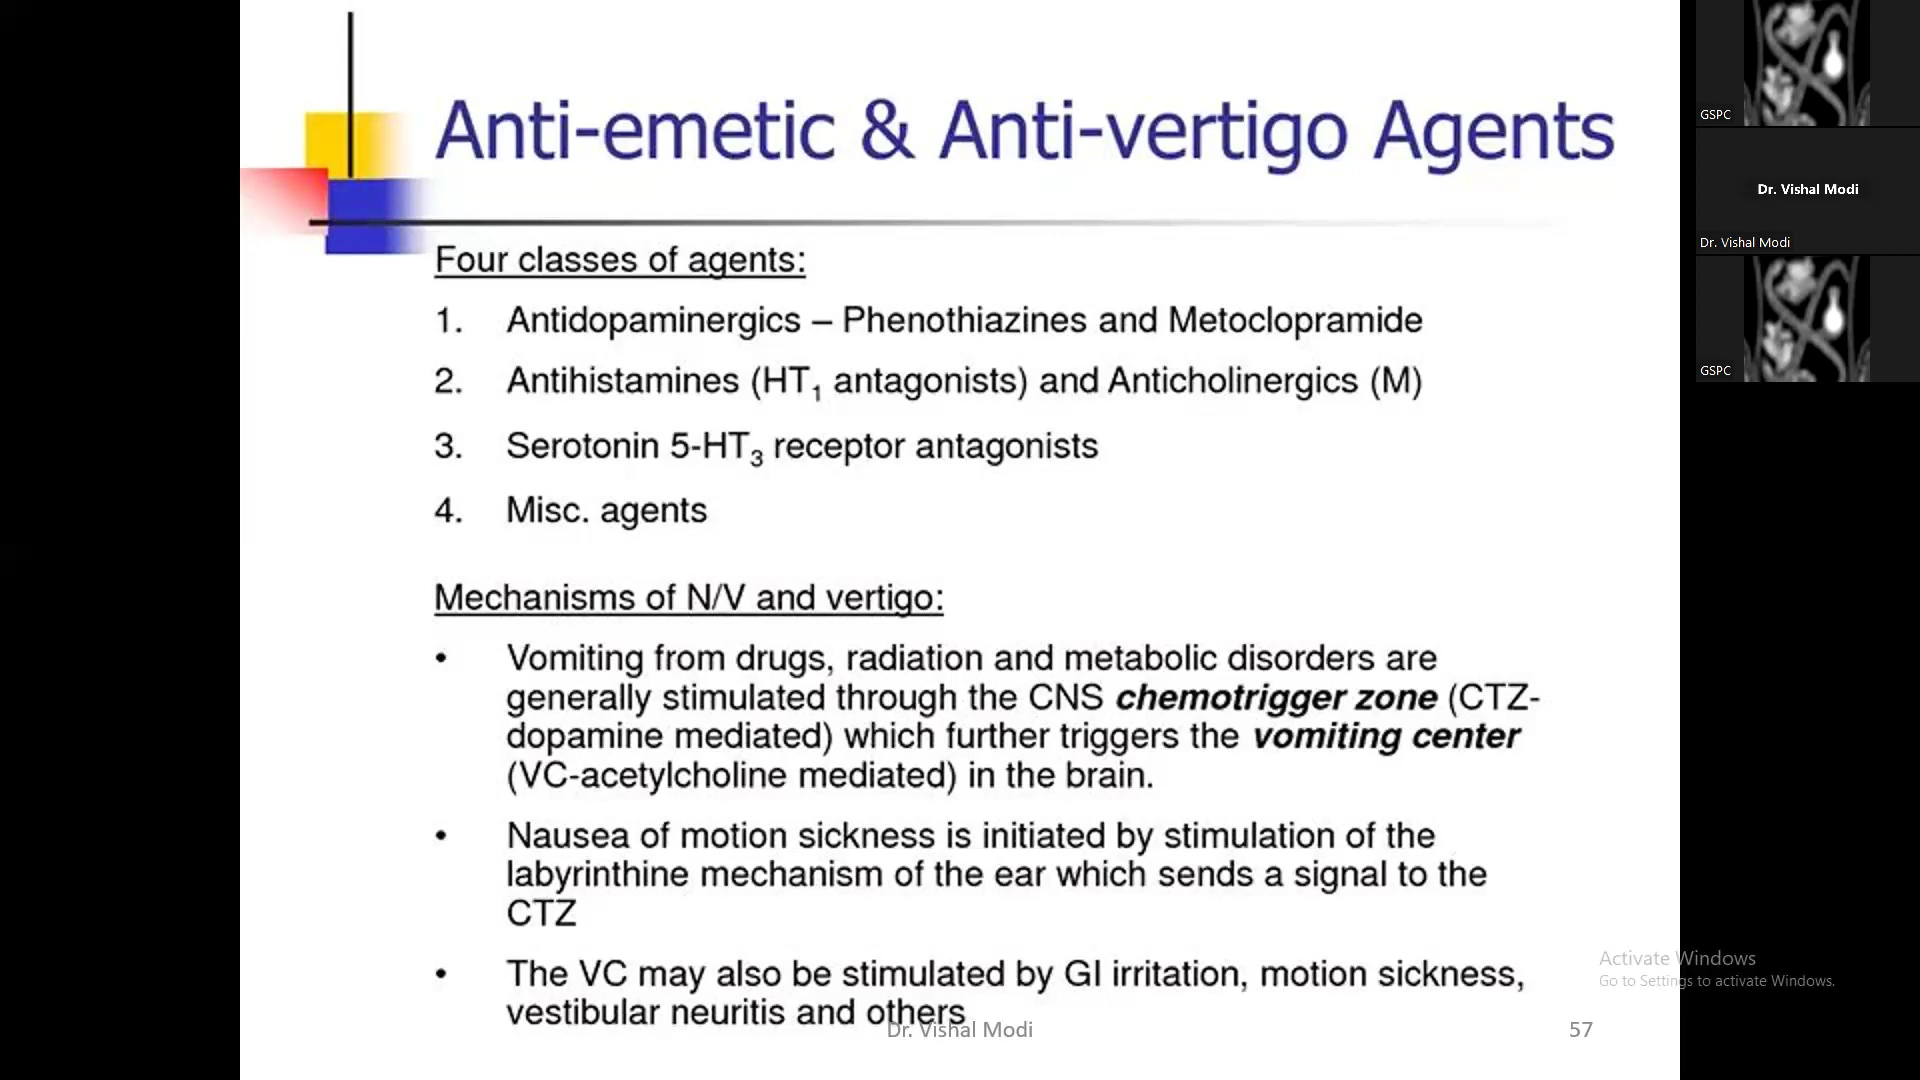 Anti-emetic & Anti-vertigo Agents
Four classes of agents:
1. Antidopaminergics – Phenothiazines and Metoclopramide
2. Antihistamines (HT₁ antagonists) and Anticholinergics (M)
3. Serotonin 5-HT₃ receptor antagonists
4. Misc. agents
Mechanisms of N/V and vertigo:
• Vomiting from drugs, radiation and metabolic disorders are
generally stimulated through the CNS chemotrigger zone (CTZ-
dopamine mediated) which further triggers the vomiting center
(VC-acetylcholine mediated) in the brain.
• Nausea of motion sickness is initiated by stimulation of the
labyrinthine mechanism of the ear which sends a signal to the
CTZ
• The VC may also be stimulated by GI irritation, motion sickness,
vestibular neuritis and others
Dr. Vishal Modi
57
GSPC
Dr. Vishal Modi
Dr. Vishal Modi
GSPC
Activate Windows
Go to Settings to activate Windows.